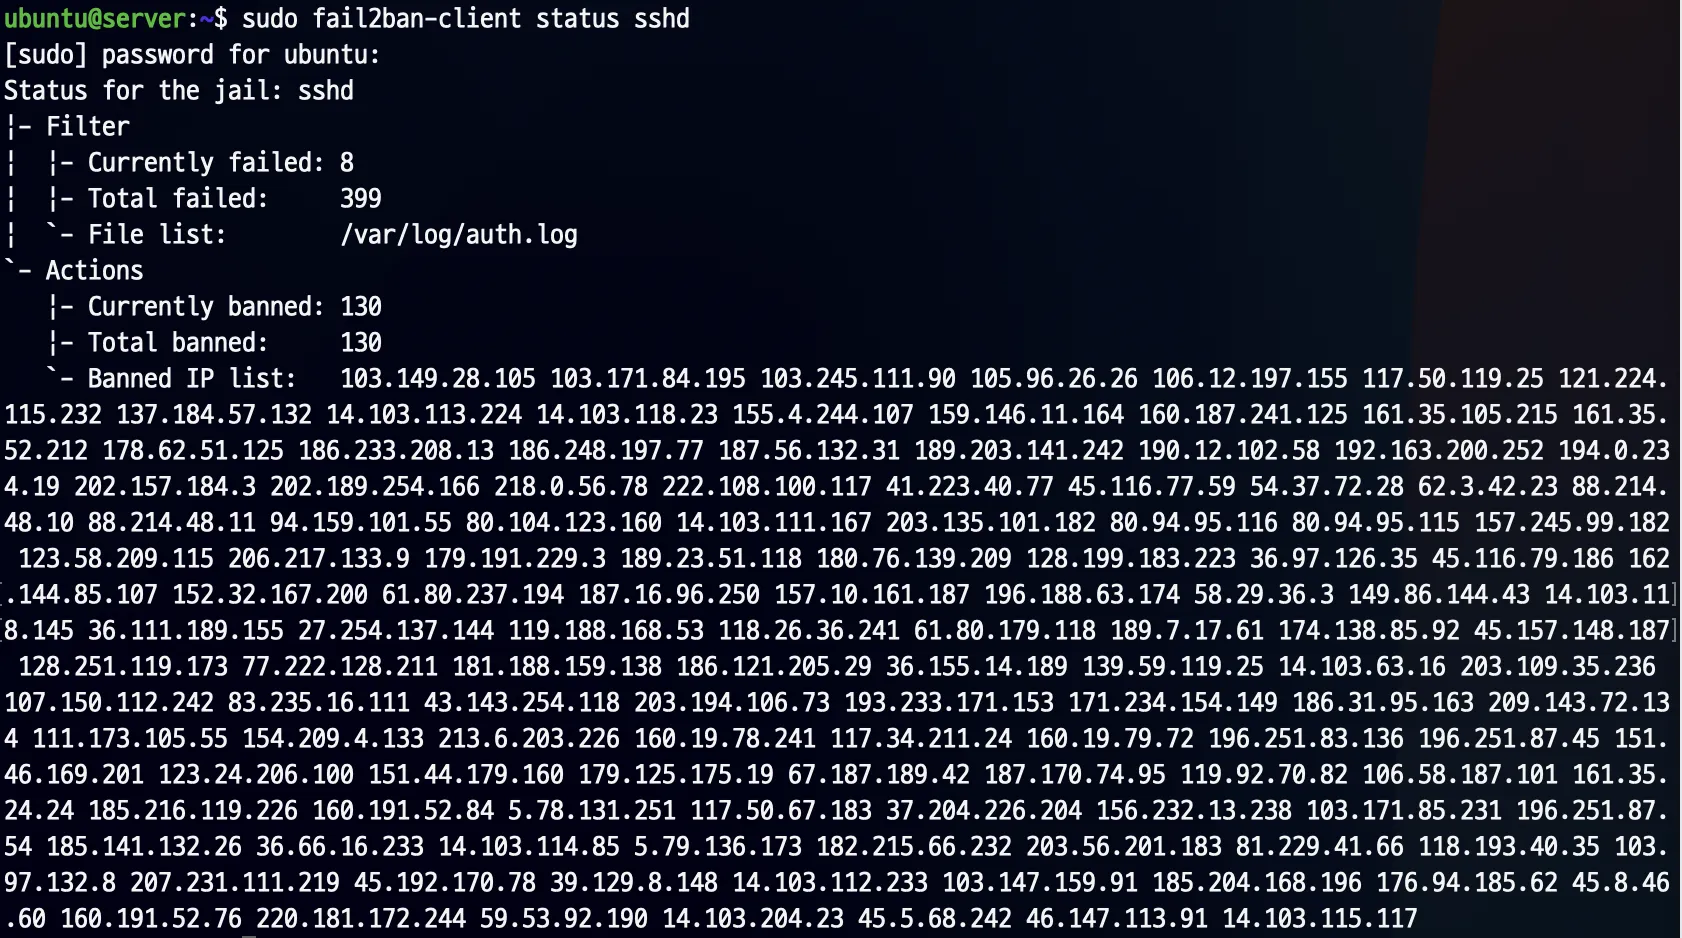 ubuntu@server:~$ sudo fail2ban-client status sshd
[sudo] password for ubuntu:
Status for the jail: sshd
|- Filter
|  |- Currently failed: 8
|  |- Total failed:     399
|  `- File list:        /var/log/auth.log
`- Actions
   |- Currently banned: 130
   |- Total banned:     130
   `- Banned IP list:   103.149.28.105 103.171.84.195 103.245.111.90 105.96.26.26 106.12.197.155 117.50.119.25 121.224.
115.232 137.184.57.132 14.103.113.224 14.103.118.23 155.4.244.107 159.146.11.164 160.187.241.125 161.35.105.215 161.35.
52.212 178.62.51.125 186.233.208.13 186.248.197.77 187.56.132.31 189.203.141.242 190.12.102.58 192.163.200.252 194.0.23
4.19 202.157.184.3 202.189.254.166 218.0.56.78 222.108.100.117 41.223.40.77 45.116.77.59 54.37.72.28 62.3.42.23 88.214.
48.10 88.214.48.11 94.159.101.55 80.104.123.160 14.103.111.167 203.135.101.182 80.94.95.116 80.94.95.115 157.245.99.182
 123.58.209.115 206.217.133.9 179.191.229.3 189.23.51.118 180.76.139.209 128.199.183.223 36.97.126.35 45.116.79.186 162
.144.85.107 152.32.167.200 61.80.237.194 187.16.96.250 157.10.161.187 196.188.63.174 58.29.36.3 149.86.144.43 14.103.11
8.145 36.111.189.155 27.254.137.144 119.188.168.53 118.26.36.241 61.80.179.118 189.7.17.61 174.138.85.92 45.157.148.187
 128.251.119.173 77.222.128.211 181.188.159.138 186.121.205.29 36.155.14.189 139.59.119.25 14.103.63.16 203.109.35.236
107.150.112.242 83.235.16.111 43.143.254.118 203.194.106.73 193.233.171.153 171.234.154.149 186.31.95.163 209.143.72.13
4 111.173.105.55 154.209.4.133 213.6.203.226 160.19.78.241 117.34.211.24 160.19.79.72 196.251.83.136 196.251.87.45 151.
46.169.201 123.24.206.100 151.44.179.160 179.125.175.19 67.187.189.42 187.170.74.95 119.92.70.82 106.58.187.101 161.35.
24.24 185.216.119.226 160.191.52.84 5.78.131.251 117.50.67.183 37.204.226.204 156.232.13.238 103.171.85.231 196.251.87.
54 185.141.132.26 36.66.16.233 14.103.114.85 5.79.136.173 182.215.66.232 203.56.201.183 81.229.41.66 118.193.40.35 103.
97.132.8 207.231.111.219 45.192.170.78 39.129.8.148 14.103.112.233 103.147.159.91 185.204.168.196 176.94.185.62 45.8.46
.60 160.191.52.76 220.181.172.244 59.53.92.190 14.103.204.23 45.5.68.242 46.147.113.91 14.103.115.117